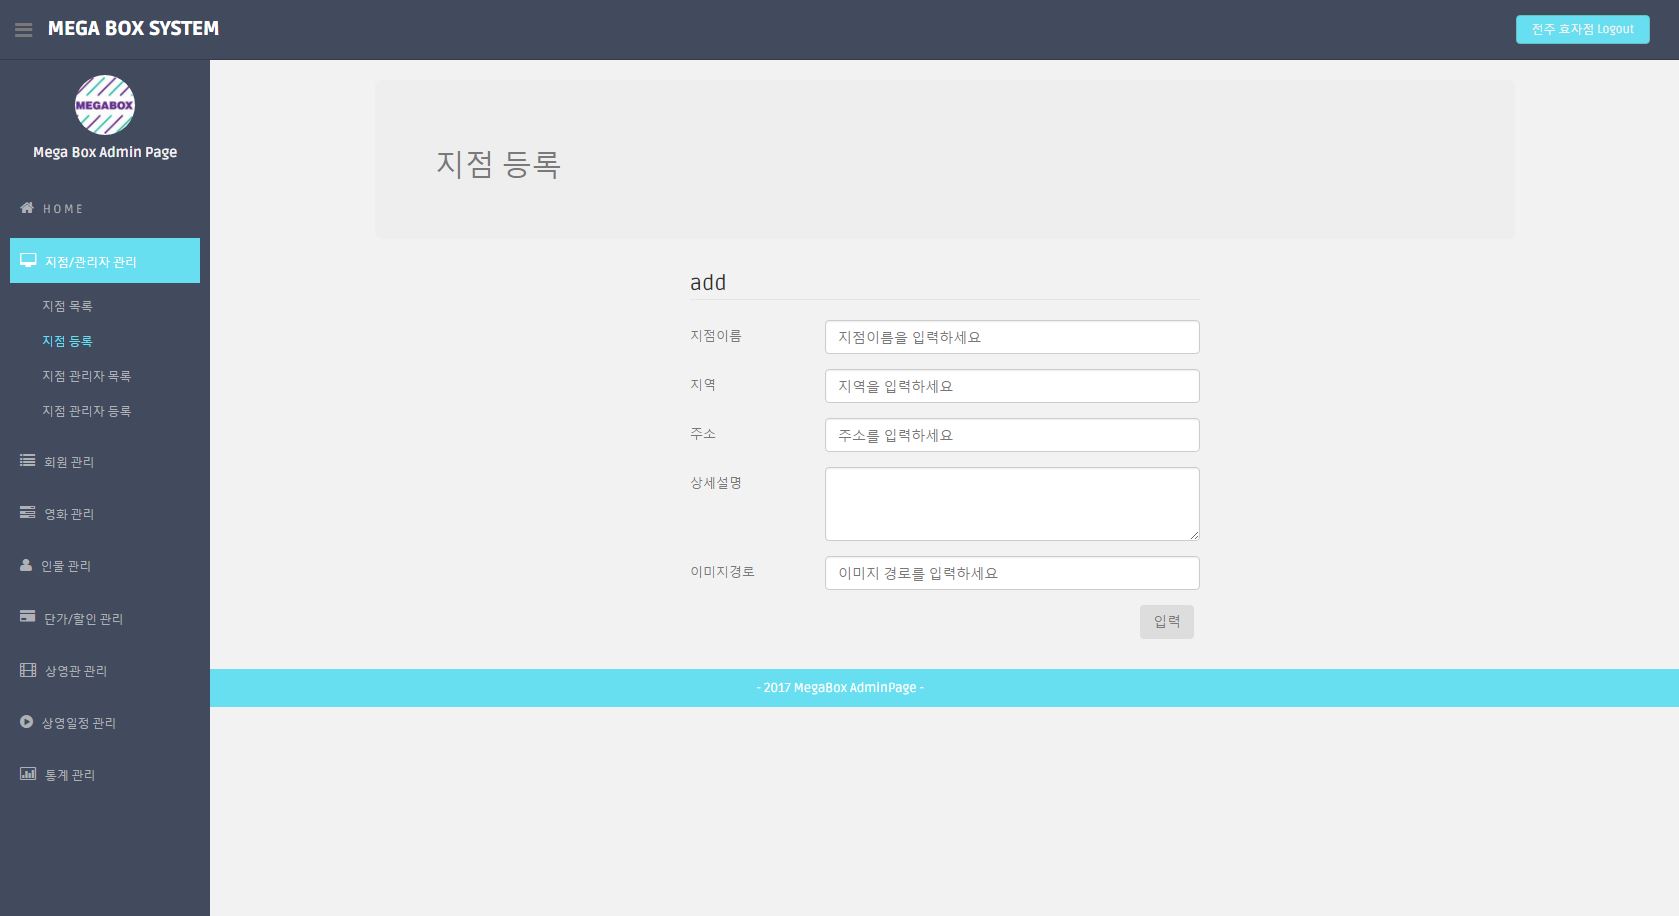 MEGA BOX SYSTEM
전주 효자점 Logout
MEGABOX
Mega Box Admin Page
HOME
지점/관리자 관리
지점 목록
지점 등록
지점 관리자 목록
지점 관리자 등록
회원 관리
영화 관리
인물 관리
단가/할인 관리
상영관 관리
상영일정 관리
통계 관리
지점 등록
add
지점이름
지점이름을 입력하세요
지역
지역을 입력하세요
주소
주소를 입력하세요
상세설명
이미지경로
이미지 경로를 입력하세요
입력
- 2017 MegaBox AdminPage -